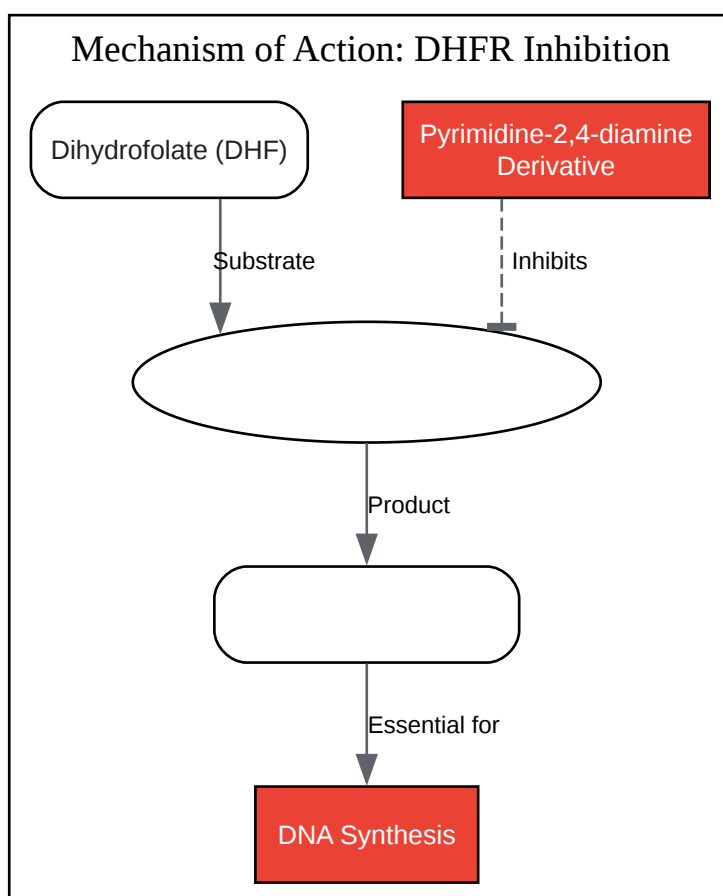 Mechanism of Action: DHFR Inhibition
Dihydrofolate (DHF)
Pyrimidine-2,4-diamine
Derivative
Substrate
Inhibits
Product
Essential for
DNA Synthesis